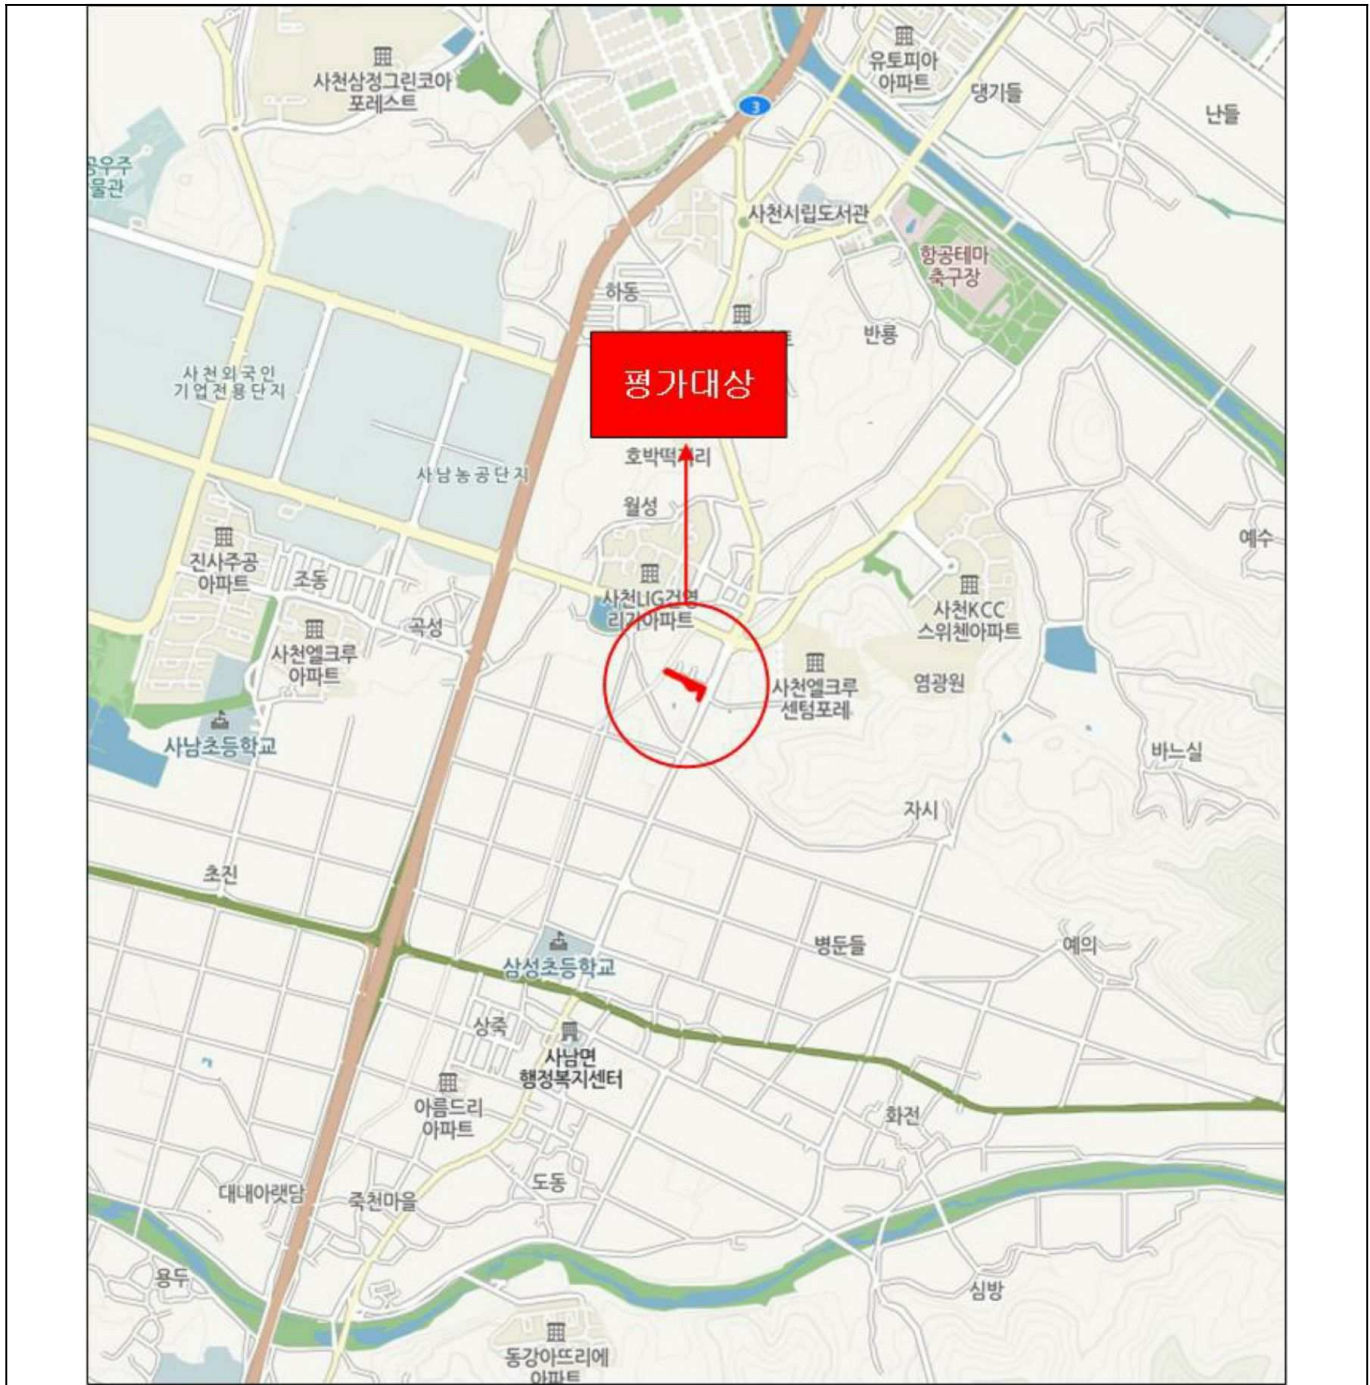 사천삼정그린코아
포레스트
유토피아
아파트
댕기들
난들
3
공우주
물관
사천시립도서관
항공테마
축구장
하동
반룡
사천외국인
기업전용단지
평가대상
사남농공단지
월성
예수
진사주공
아파트
조동
사천LIG건영
리가아파트
사천KCC
스위첸아파트
곡성
사천엘크루
아파트
사천엘크루
센텀포레
염광원
사남초등학교
바느실
자시
초진
병둔들
예의
삼성초등학교
상죽
사남면
행정복지센터
아름드리
아파트
화전
도동
대내아랫담
죽천마을
용두
심방
동강아뜨리에
아파트